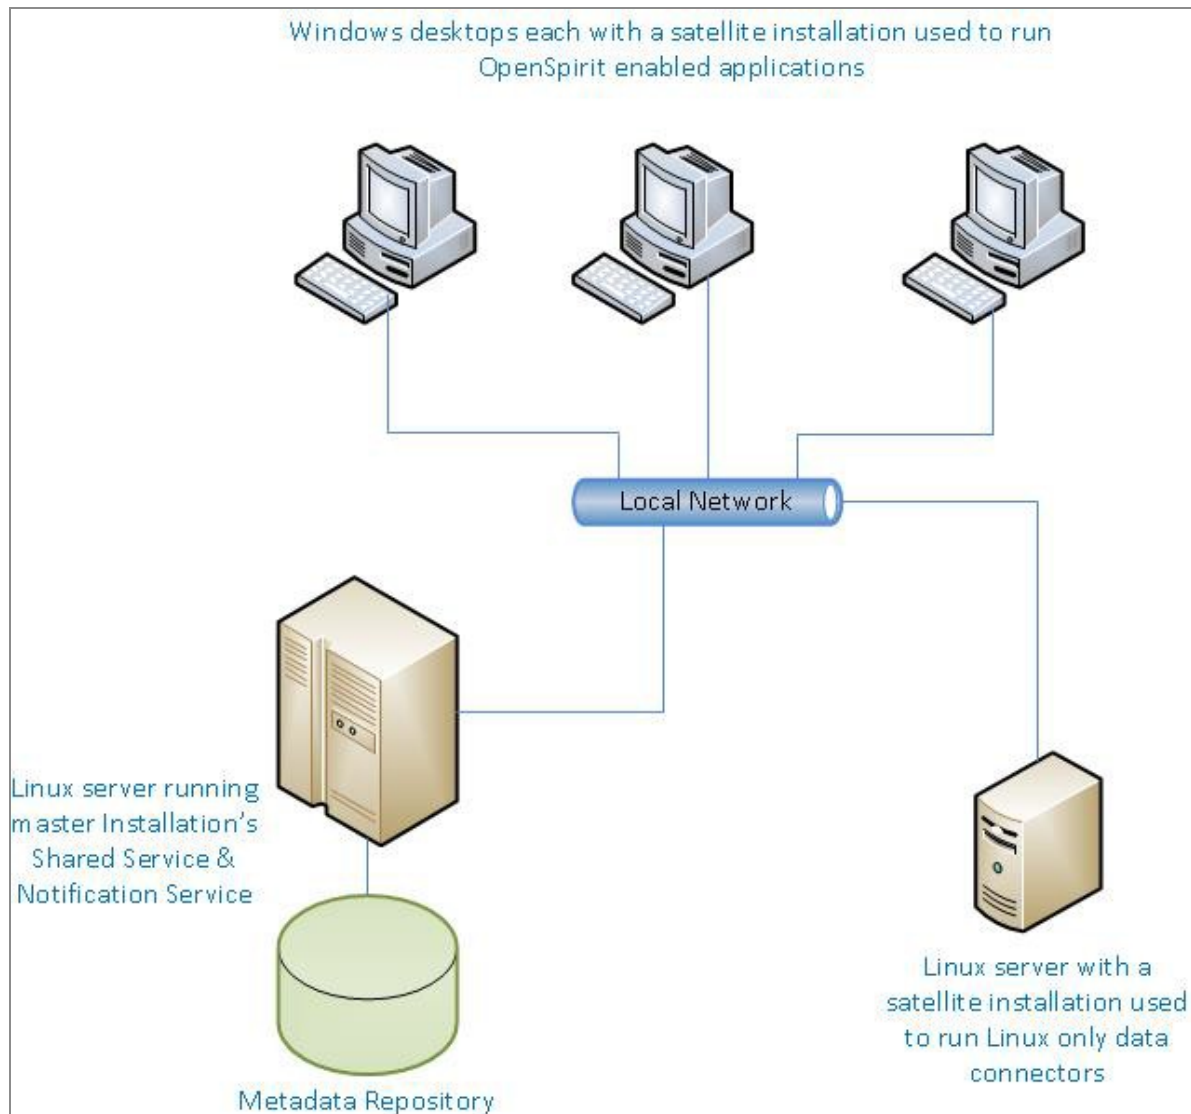 Windows desktops each with a satellite installation used to run
OpenSpirit enabled applications
Local Network
Linux server running
master Installation's
Shared Service &
Notification Service
Metadata Repository
Linux server with a
satellite installation used
to run Linux only data
connectors